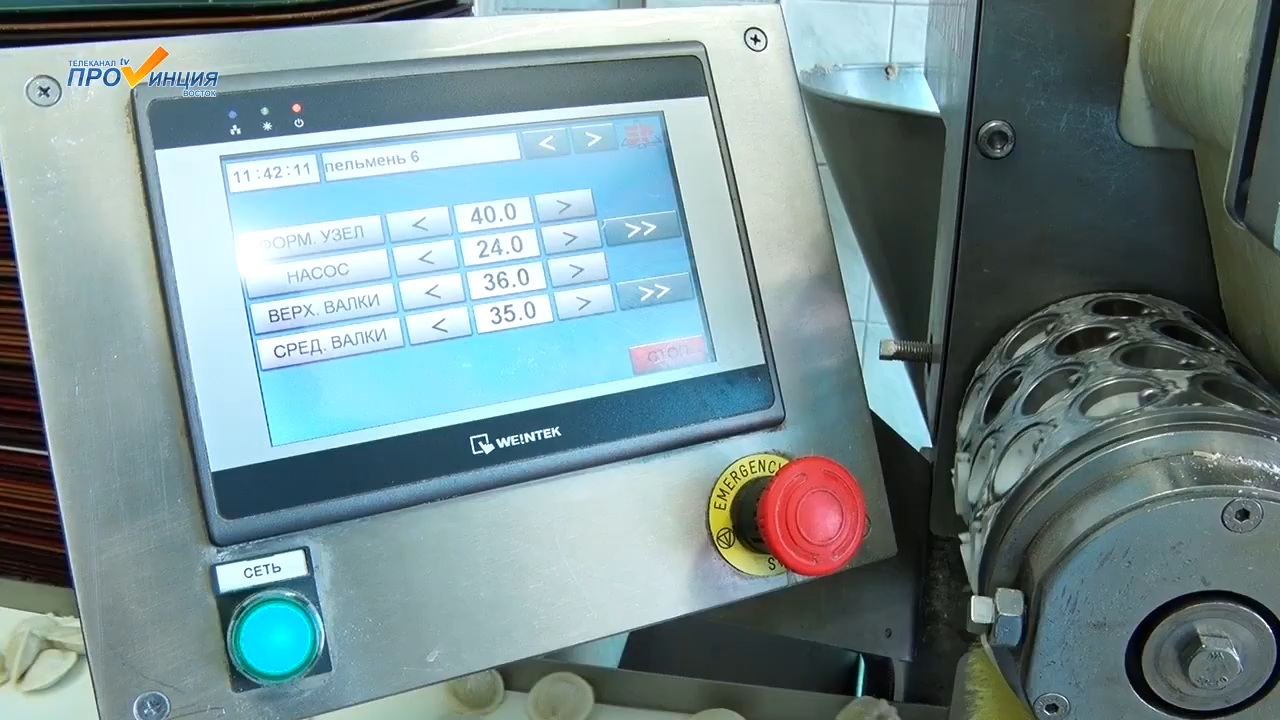 ТЕЛЕКАНАЛ tv
ПРОВИНЦИЯ
ВОСТОК
11:42:11 пельмень 6 < >
ФОРМ. УЗЕЛ < 40.0 >
НАСОС < 24.0 > >>
ВЕРХ. ВАЛКИ < 36.0 >
СРЕД. ВАЛКИ < 35.0 > >>
СТОП
WEINTEK
EMERGENCY
СЕТЬ